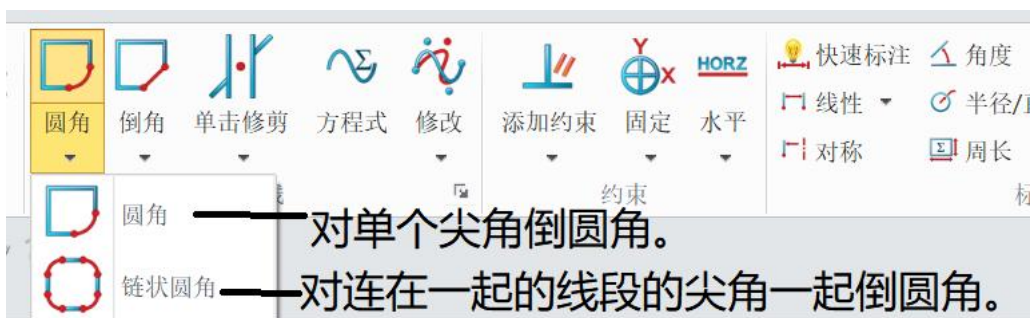 圆角 倒角 单击修剪 方程式 修改 添加约束 固定 水平
Y
X
HORZ
快速标注 角度
线性 半径/
对称 周长
约束
圆角 对单个尖角倒圆角。
链状圆角 对连在一起的线段的尖角一起倒圆角。